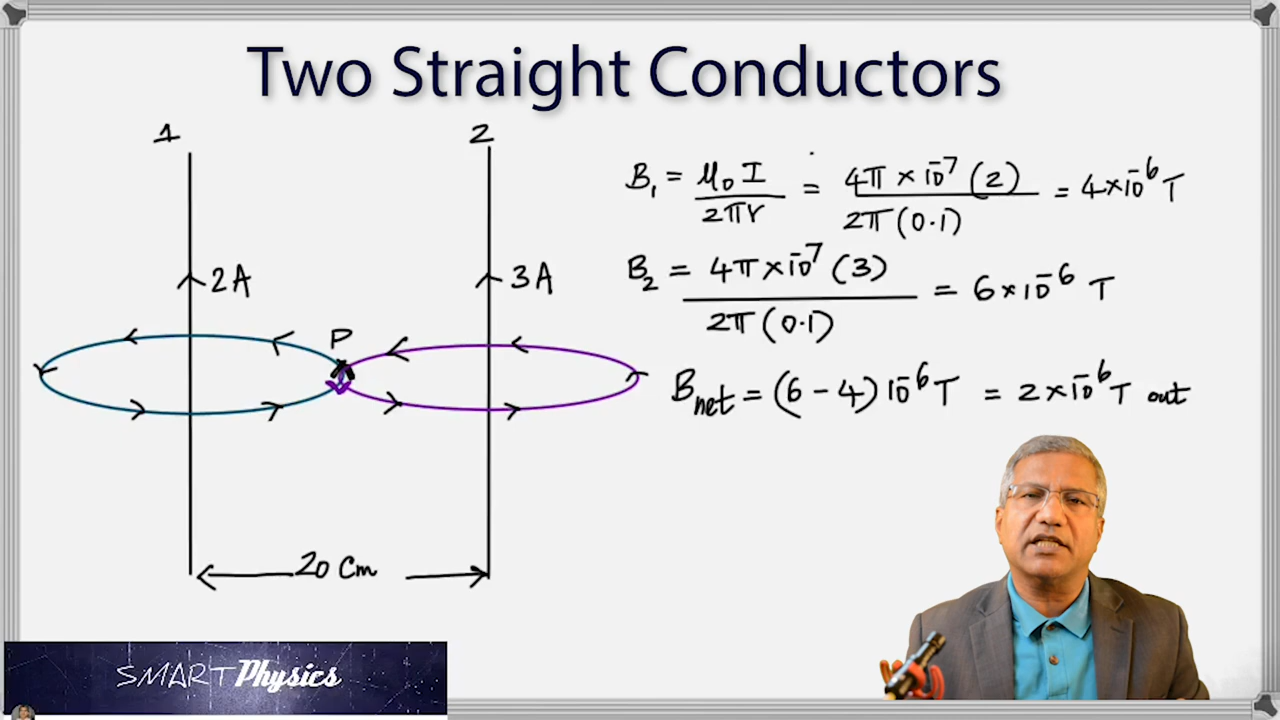 Two Straight Conductors
1
2
B₁ = μ₀ I / 2πr = 4π × 10⁻⁷ (2) / 2π (0.1) = 4×10⁻⁶ T
2A
3A
B₂ = 4π × 10⁻⁷ (3) / 2π (0.1) = 6×10⁻⁶ T
P
Bnet = (6 - 4) 10⁻⁶ T = 2×10⁻⁶ T out
20 Cm
SMART Physics